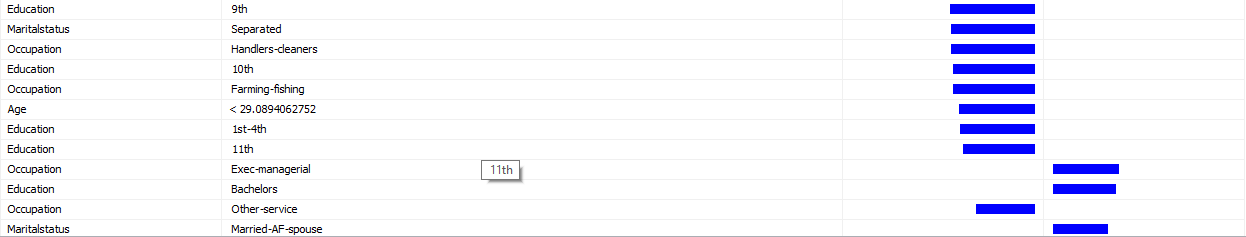 Education 9th
Maritalstatus Separated
Occupation Handlers-cleaners
Education 10th
Occupation Farming-fishing
Age < 29.0894062752
Education 1st-4th
Education 11th
Occupation Exec-managerial 11th
Education Bachelors
Occupation Other-service
Maritalstatus Married-AF-spouse